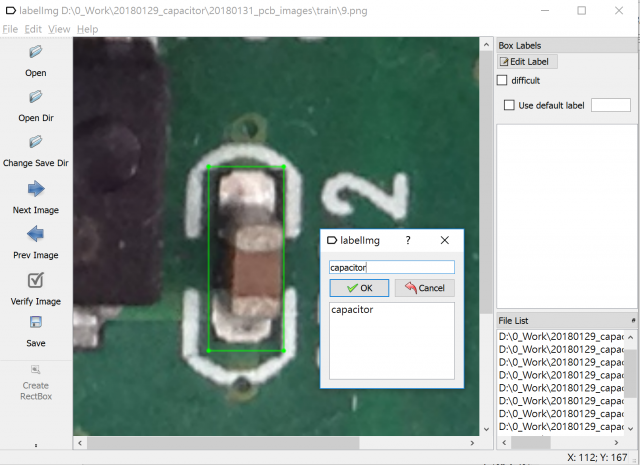 labelImg D:\0_Work\20180129_capacitor\20180131_pcb_images\train\9.png
File Edit View Help
Open
Open Dir
Change Save Dir
Next Image
Prev Image
Verify Image
Save
Create
RectBox
2
labelImg ?
capacitor
OK Cancel
capacitor
Box Labels
Edit Label
difficult
Use default label
File List
D:\0_Work\20180129_capac
D:\0_Work\20180129_capac
D:\0_Work\20180129_capac
D:\0_Work\20180129_capac
D:\0_Work\20180129_capac
D:\0_Work\20180129_capac
D:\0_Work\20180129_capac
D:\0_Work\20180129_capac
X: 112; Y: 167